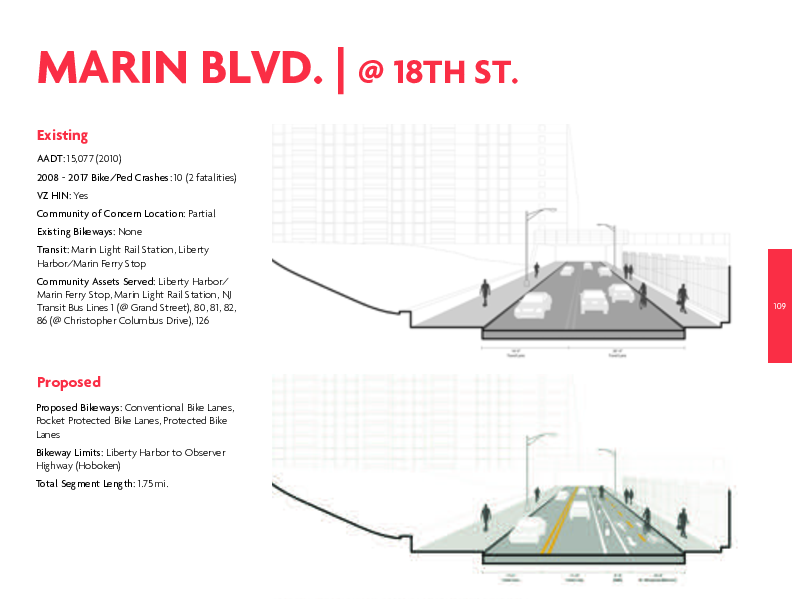 MARIN BLVD. | @ 18TH ST.
Existing
AADT: 15,077 (2010)
2008 - 2017 Bike/Ped Crashes: 10 (2 fatalities)
VZ HIN: Yes
Community of Concern Location: Partial
Existing Bikeways: None
Transit: Marin Light Rail Station, Liberty
Harbor/Marin Ferry Stop
Community Assets Served: Liberty Harbor/
Marin Ferry Stop, Marin Light Rail Station, NJ
Transit Bus Lines 1 (@ Grand Street), 80, 81, 82,
86 (@ Christopher Columbus Drive), 126
109
Proposed
Proposed Bikeways: Conventional Bike Lanes,
Pocket Protected Bike Lanes, Protected Bike
Lanes
Bikeway Limits: Liberty Harbor to Observer
Highway (Hoboken)
Total Segment Length: 1.75 mi.